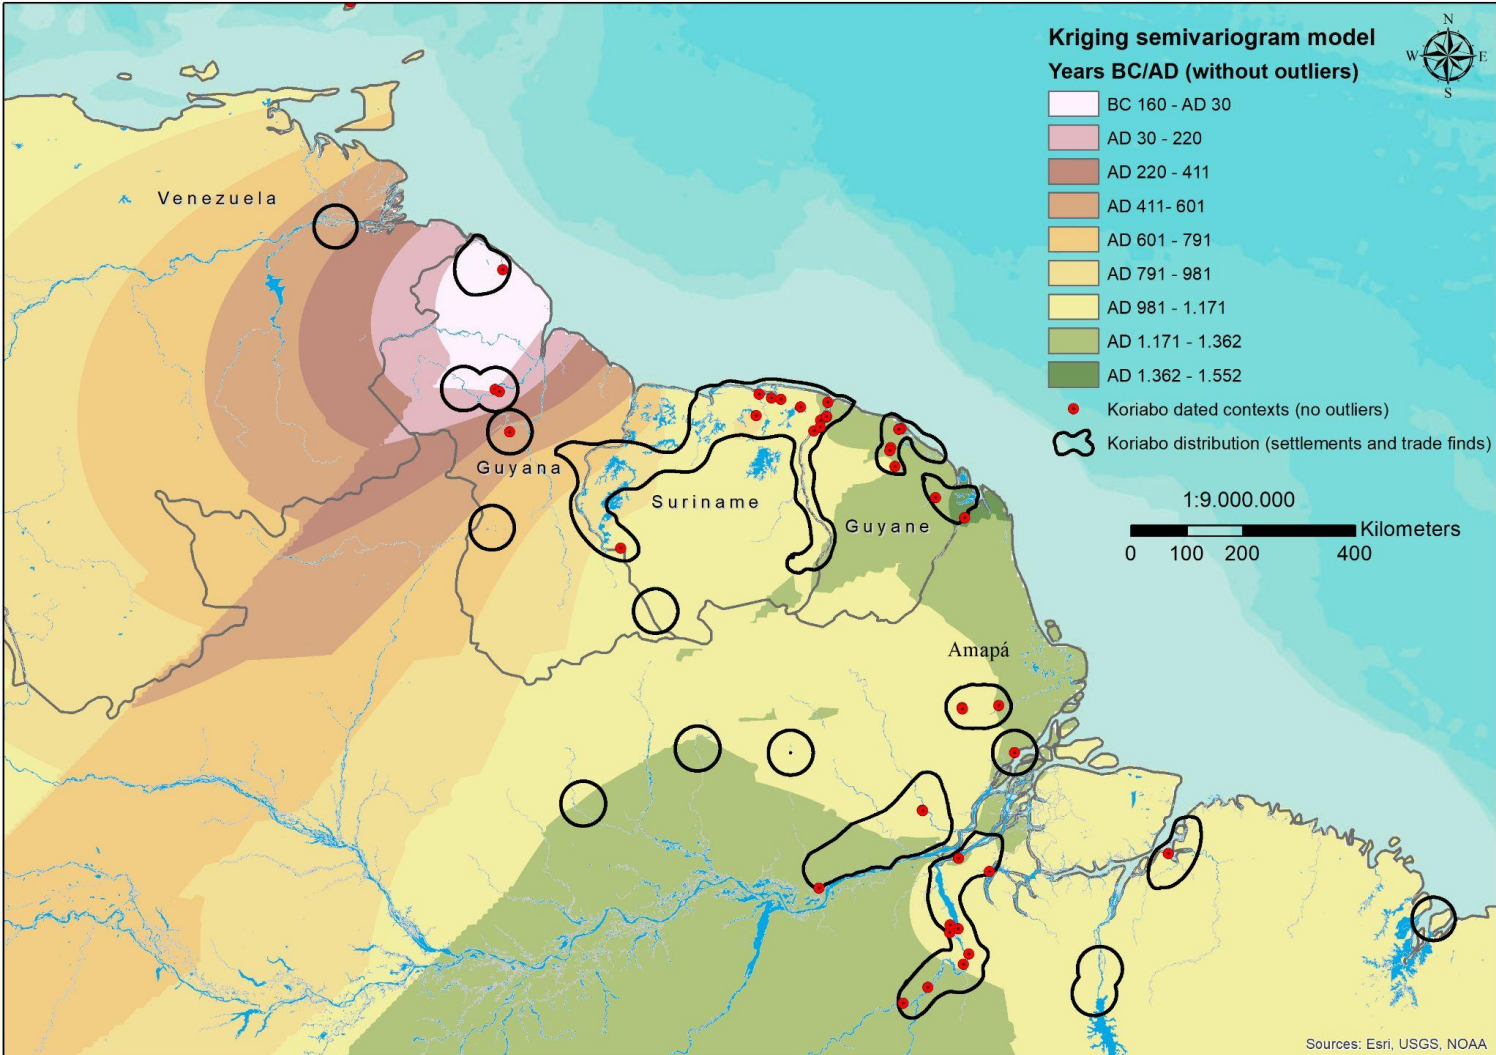 Kriging semivariogram model
Years BC/AD (without outliers)
BC 160 - AD 30
AD 30 - 220
AD 220 - 411
AD 411- 601
AD 601 - 791
AD 791 - 981
AD 981 - 1.171
AD 1.171 - 1.362
AD 1.362 - 1.552
Koriabo dated contexts (no outliers)
Koriabo distribution (settlements and trade finds)
N
W
E
S
1:9.000.000
Kilometers
0 100 200 400
Venezuela
Guyana
Suriname
Guyane
Amapá
Sources: Esri, USGS, NOAA